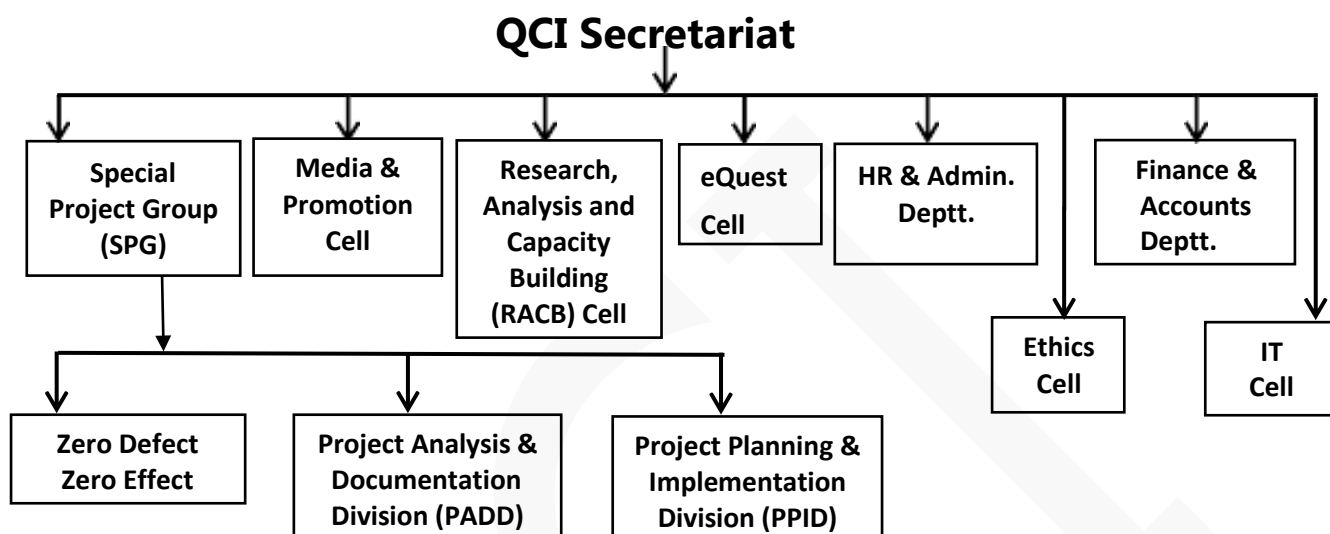 QCI Secretariat
Special
Project Group
(SPG)
Media &
Promotion
Cell
Research,
Analysis and
Capacity
Building
(RACB) Cell
eQuest
Cell
HR & Admin.
Deptt.
Finance &
Accounts
Deptt.
Ethics
Cell
IT
Cell
Zero Defect
Zero Effect
Project Analysis &
Documentation
Division (PADD)
Project Planning &
Implementation
Division (PPID)